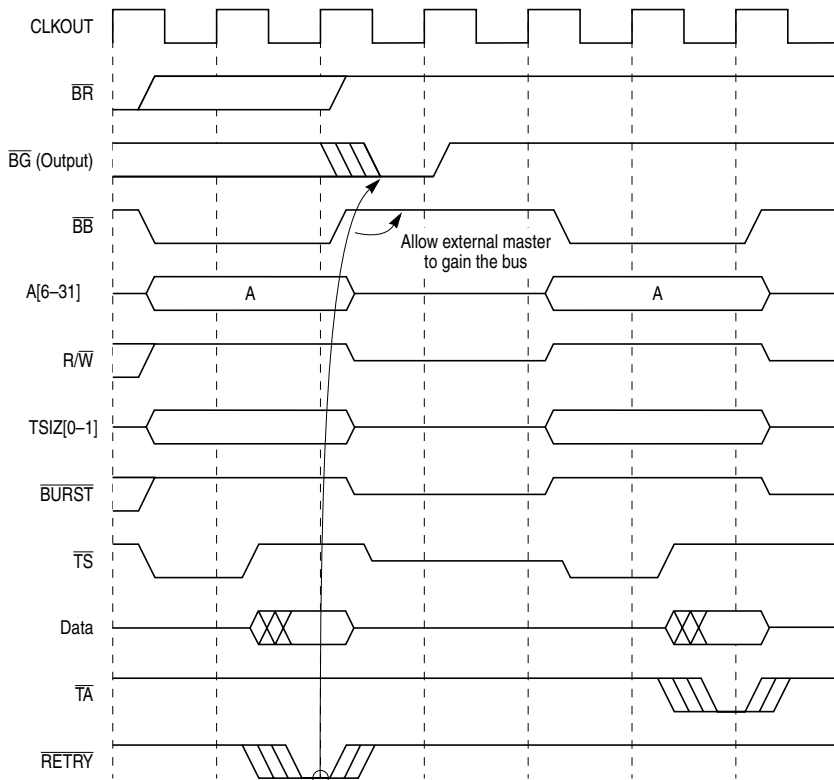 CLKOUT
BR
BG (Output)
BB
Allow external master
to gain the bus
A[6–31]
A
A
R/W
TSIZ[0–1]
BURST
TS
Data
TA
RETRY